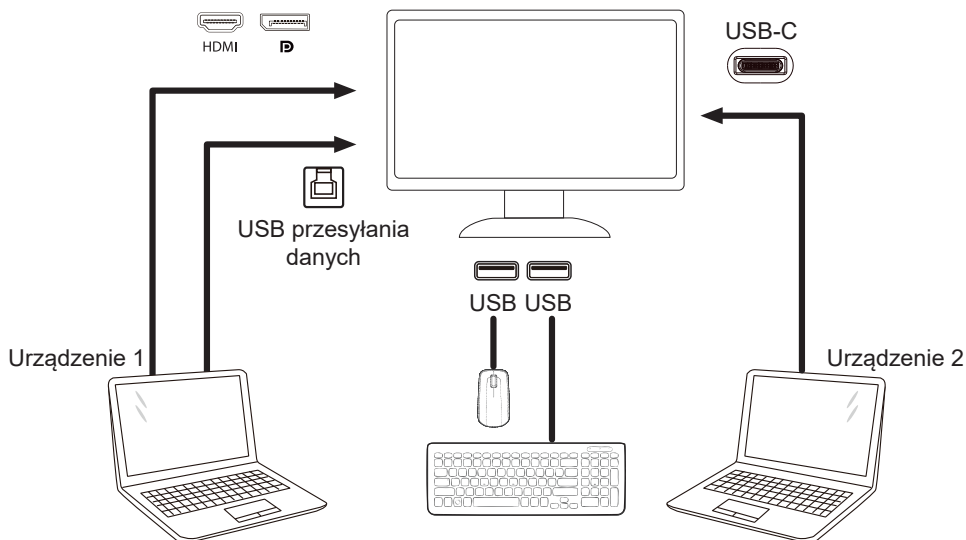 HDMI
USB-C
USB przesyłania
danych
USB USB
Urządzenie 1
Urządzenie 2